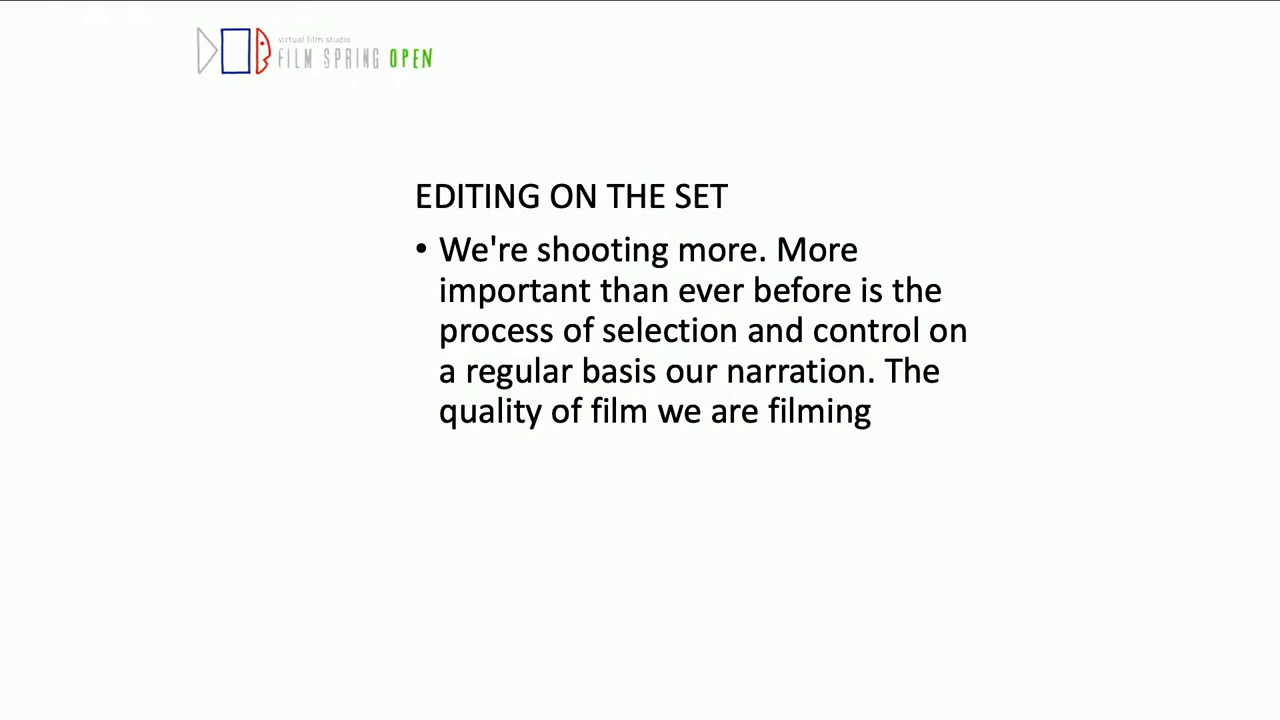 virtual film studio
FILM SPRING OPEN
EDITING ON THE SET
• We're shooting more. More
important than ever before is the
process of selection and control on
a regular basis our narration. The
quality of film we are filming